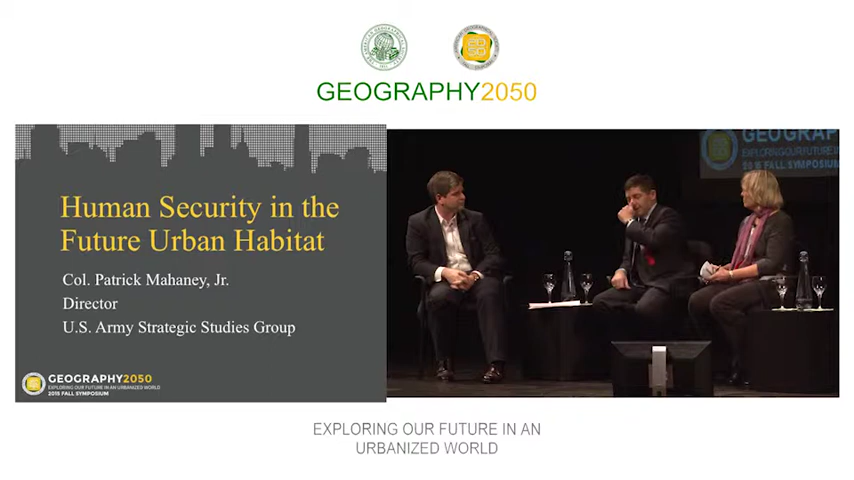 GEOGRAPHY2050
Human Security in the
Future Urban Habitat
Col. Patrick Mahaney, Jr.
Director
U.S. Army Strategic Studies Group
GEOGRAPHY2050
EXPLORING OUR FUTURE IN AN URBANIZED WORLD
2015 FALL SYMPOSIUM
GEOGRAP
EXPLORING OUR FUTURE IN
2015 FALL SYMPOSIUM
EXPLORING OUR FUTURE IN AN
URBANIZED WORLD